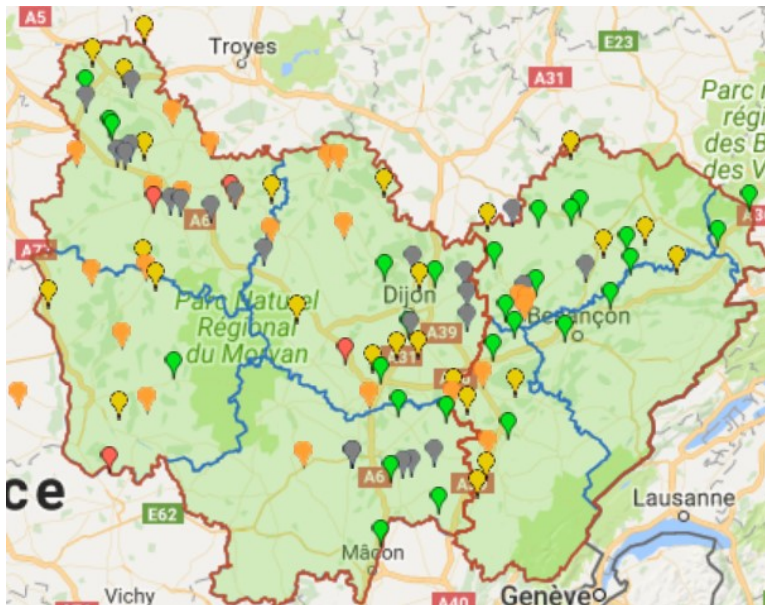 A5
Troyes
E23
A31
Parc n
régi
des B
des V
A6
A77
Dijon
Parc Naturel
Régional
du Morvan
A39
A31
Besançon
A6
ce
E62
Lausanne
Mâcon
Vichy
A40
Genève